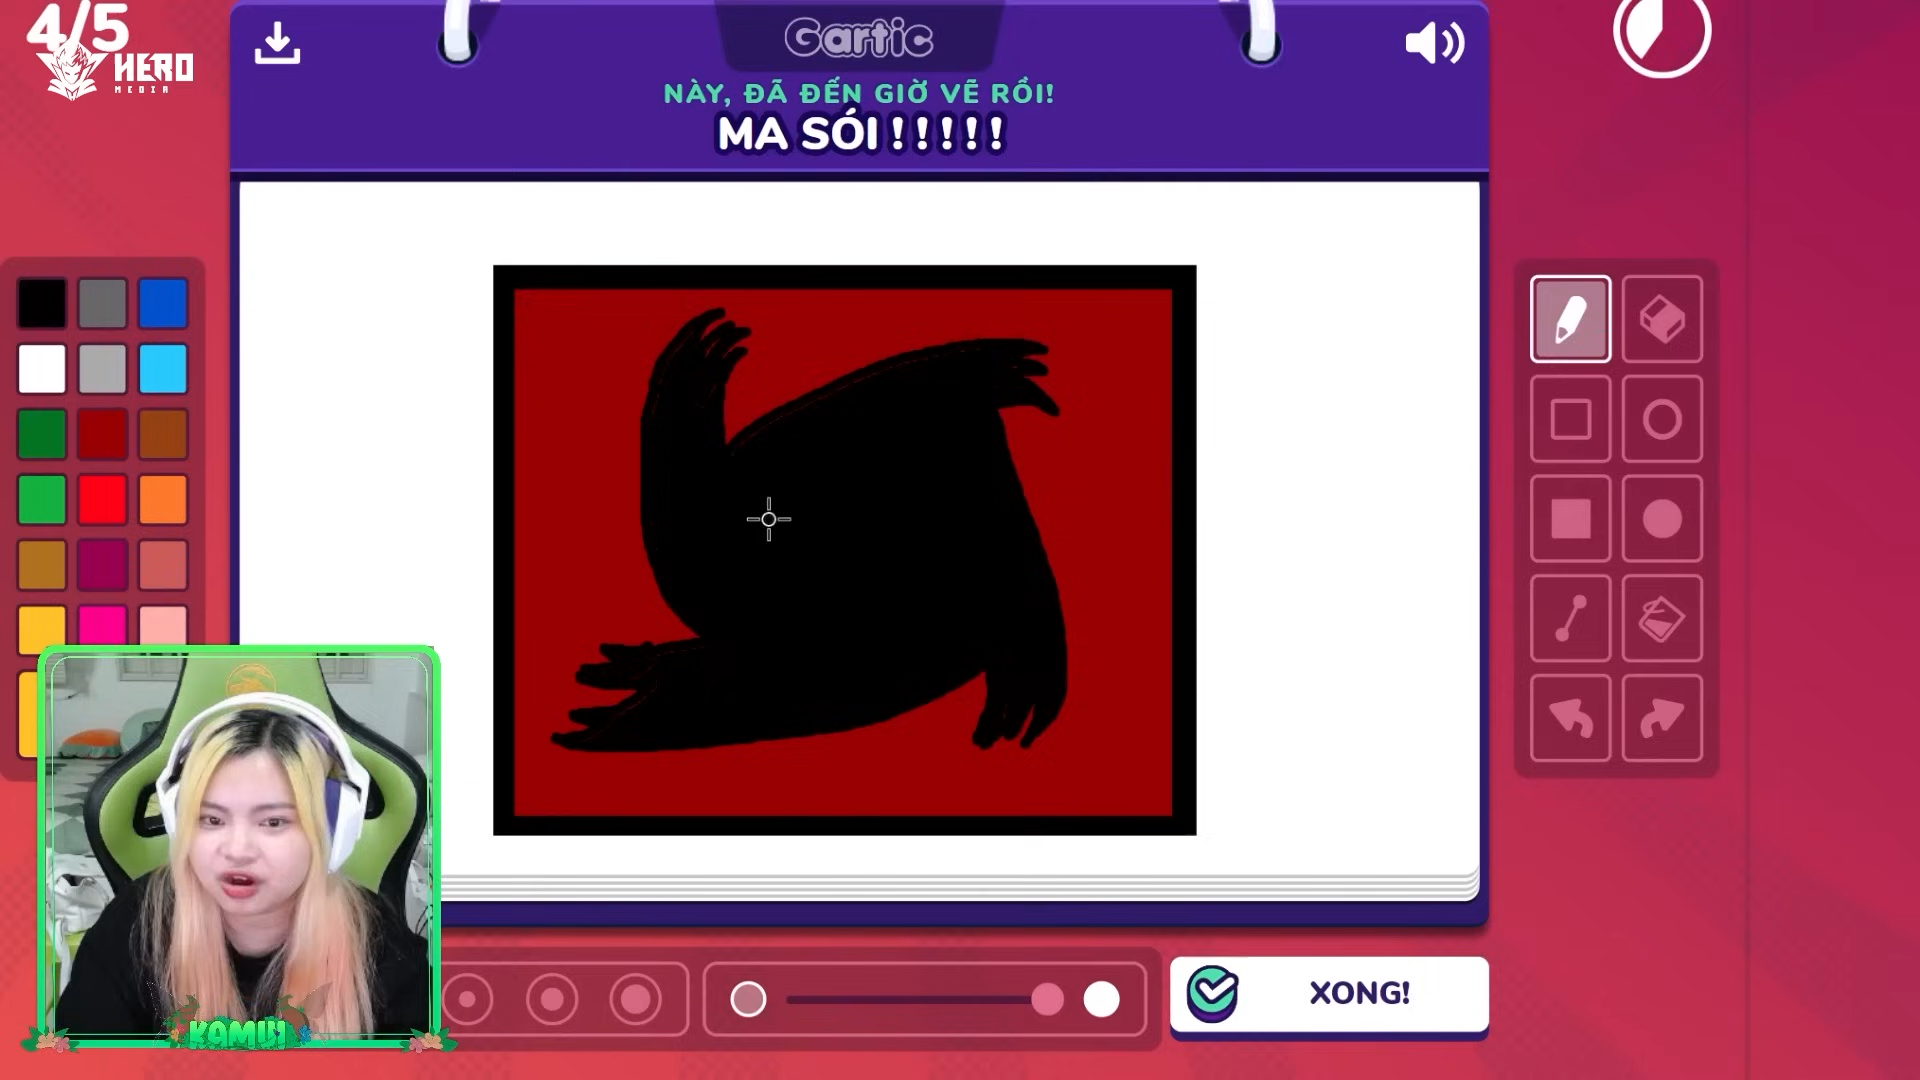 4/5
HERO
MEDIA
Gartic
NÀY, ĐÃ ĐẾN GIỜ VẼ RỒI!
MA SÓI!!!!!
KAMUI
XONG!